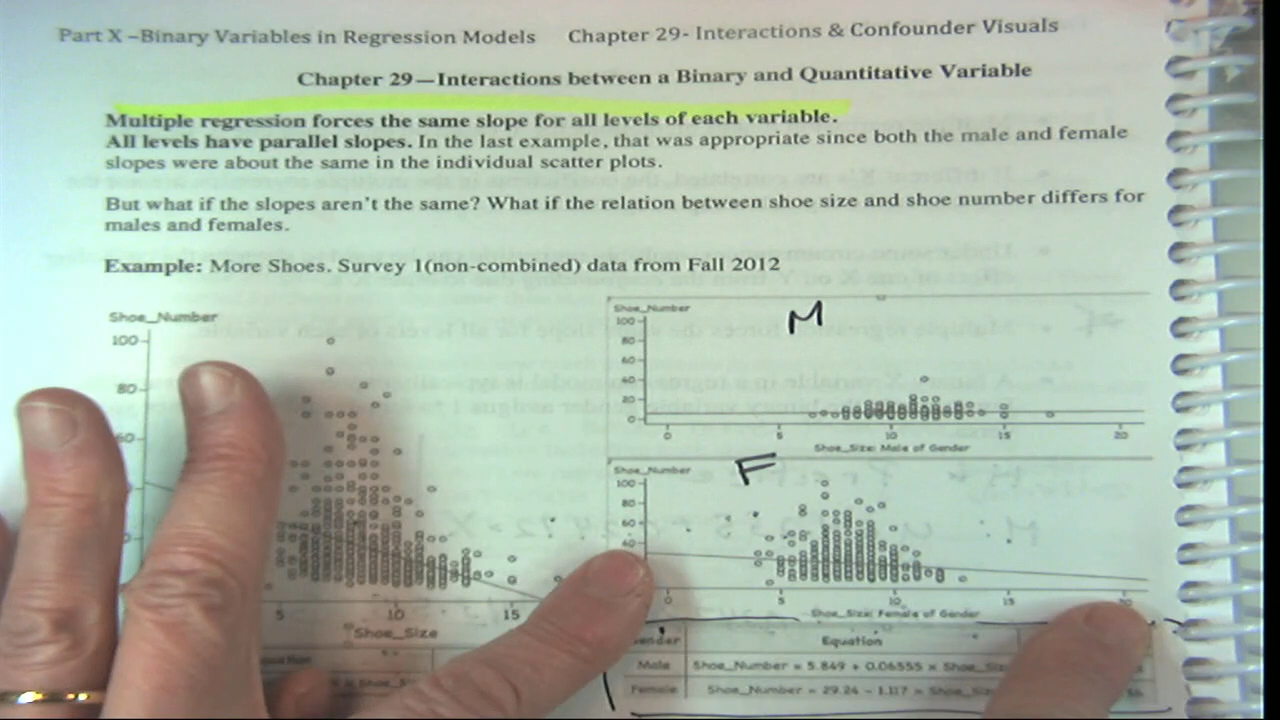 Part X –Binary Variables in Regression Models Chapter 29- Interactions & Confounder Visuals
Chapter 29—Interactions between a Binary and Quantitative Variable
Multiple regression forces the same slope for all levels of each variable.
All levels have parallel slopes. In the last example, that was appropriate since both the male and female
slopes were about the same in the individual scatter plots.
But what if the slopes aren't the same? What if the relation between shoe size and shoe number differs for
males and females.
Example: More Shoes. Survey 1(non-combined) data from Fall 2012
Shoe_Number
100
80
60
5 10 15
Shoe_Size
Shoe_Number
M
100
80
60
40
20
0
0 5 10 15 20
Shoe_Size: Male of Gender
Shoe_Number
F
100
80
60
0 5 10 15 20
Shoe_Size: Female of Gender
Equation
Male Shoe_Number = 5.849 + 0.06555 ×
Female Shoe_Number = 29.24 - 1.117 ×